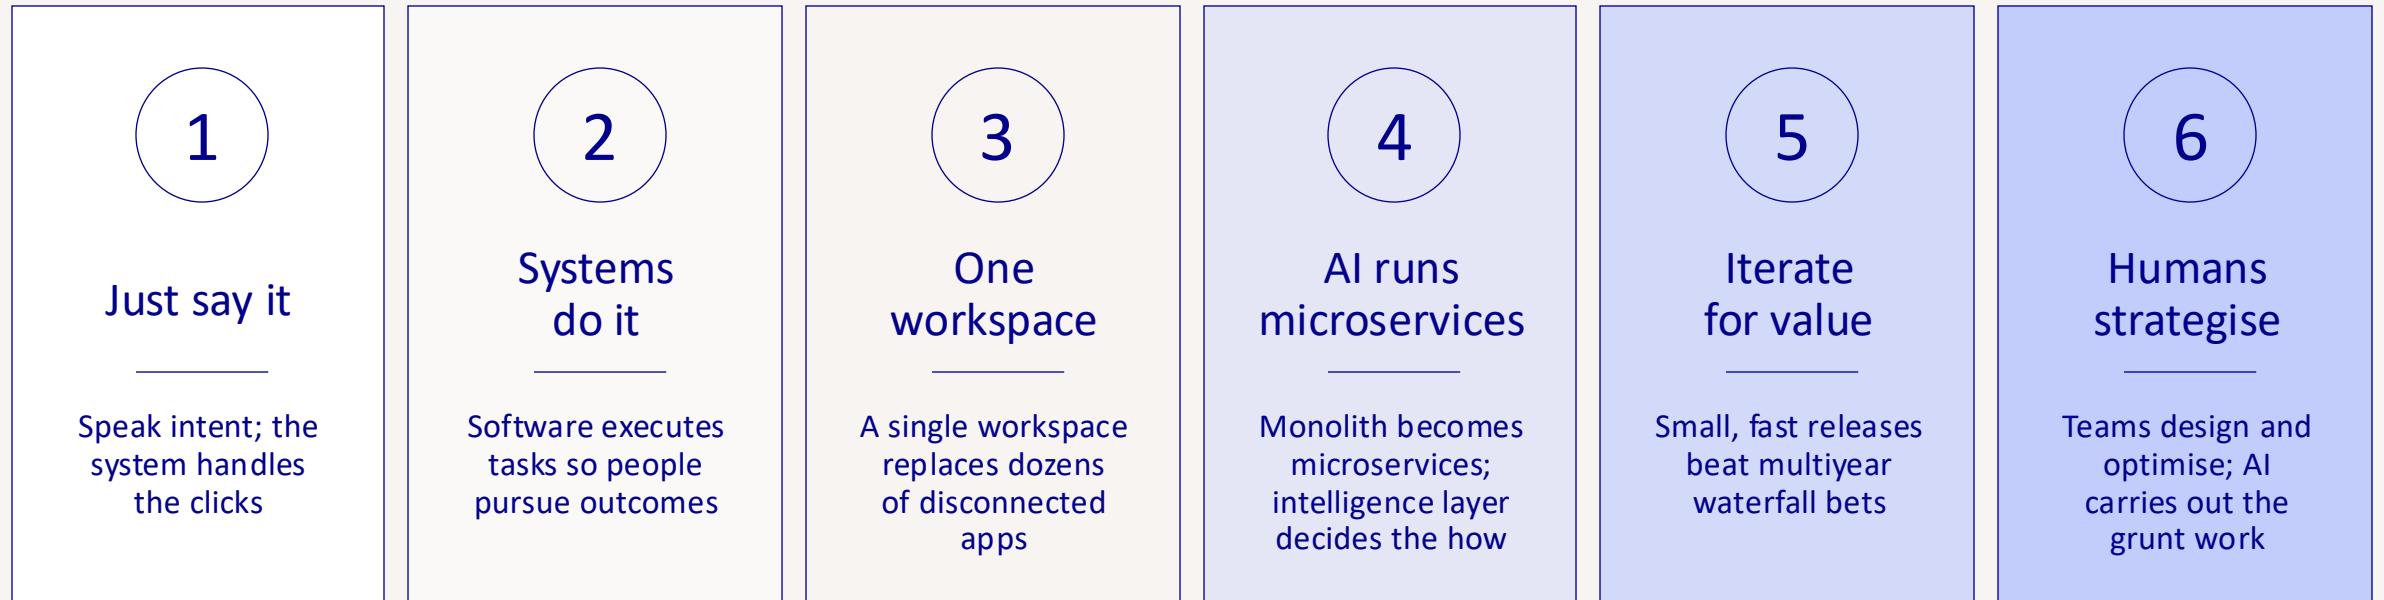 1
Just say it
Speak intent; the
system handles
the clicks
2
Systems
do it
Software executes
tasks so people
pursue outcomes
3
One
workspace
A single workspace
replaces dozens
of disconnected
apps
4
AI runs
microservices
Monolith becomes
microservices;
intelligence layer
decides the how
5
Iterate
for value
Small, fast releases
beat multiyear
waterfall bets
6
Humans
strategise
Teams design and
optimise; AI
carries out the
grunt work